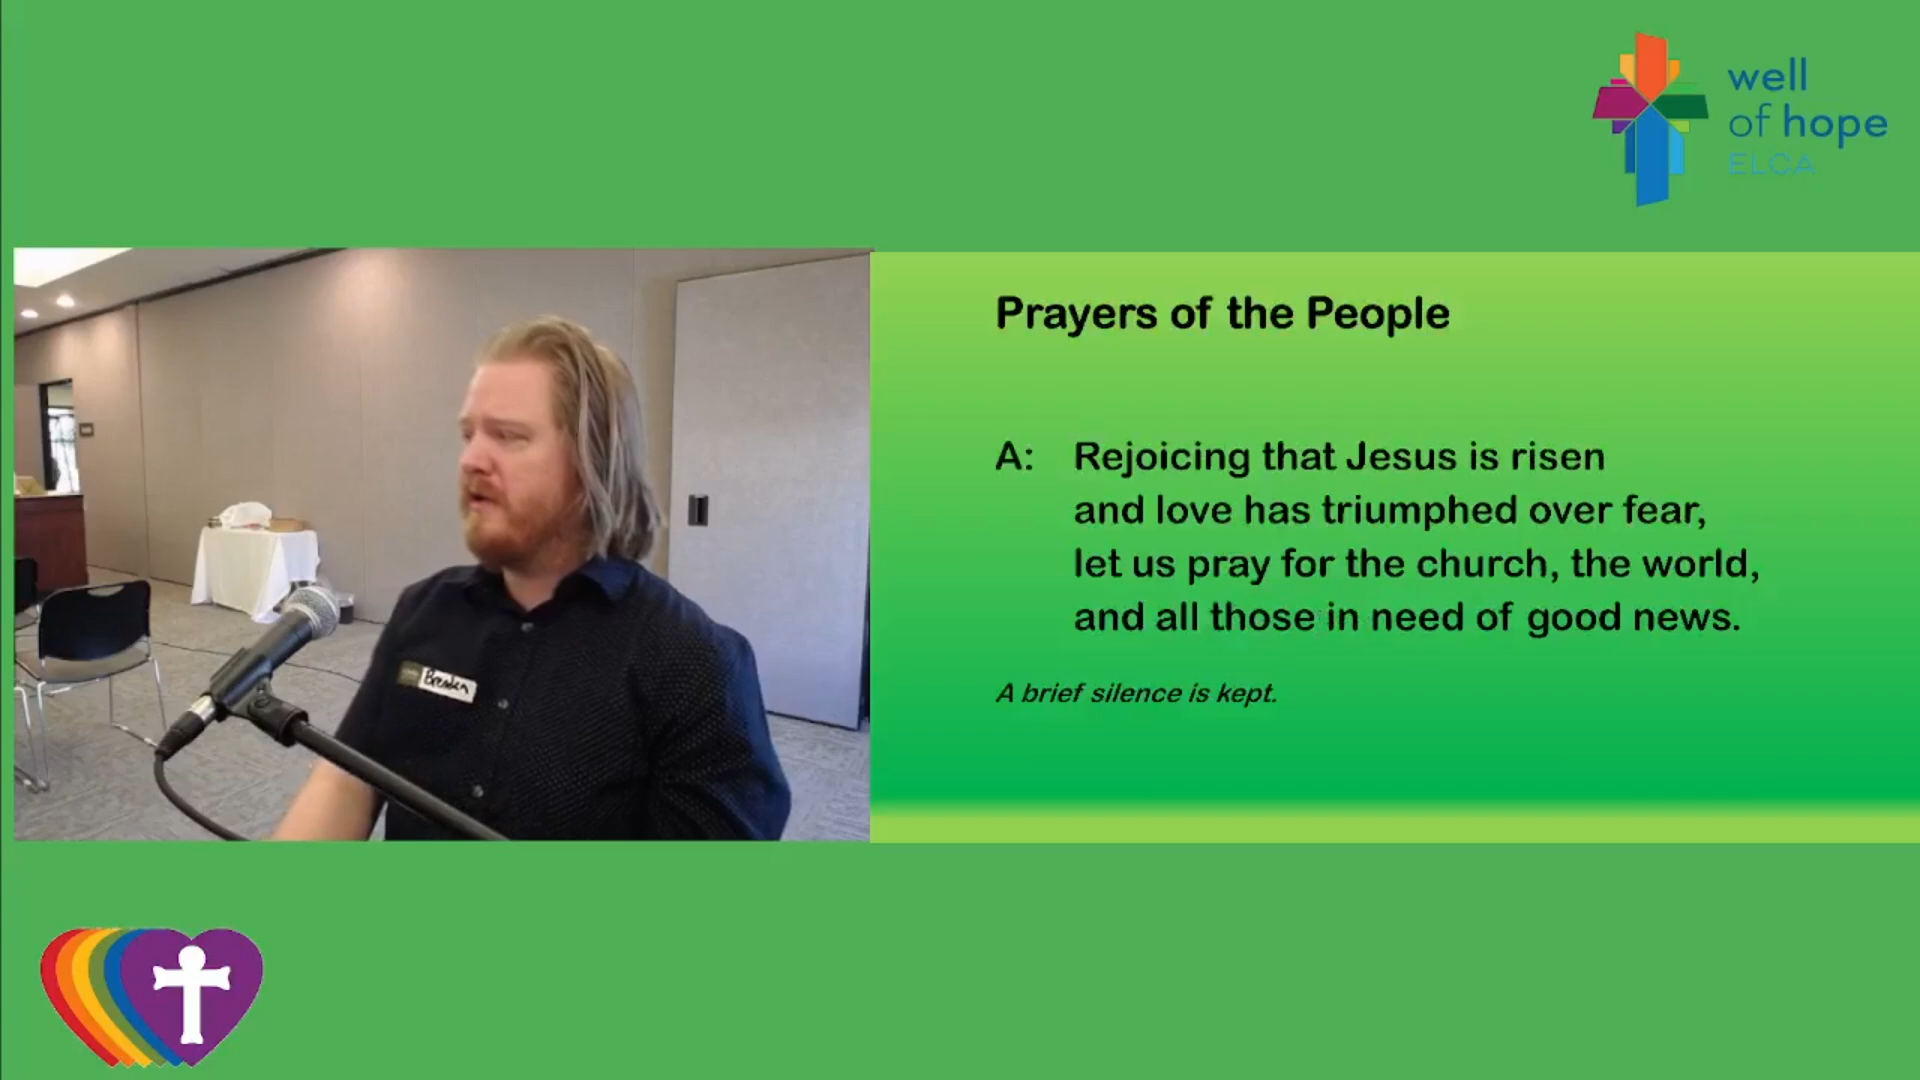 well
of hope
ELCA
Prayers of the People
A: Rejoicing that Jesus is risen
and love has triumphed over fear,
let us pray for the church, the world,
and all those in need of good news.
A brief silence is kept.